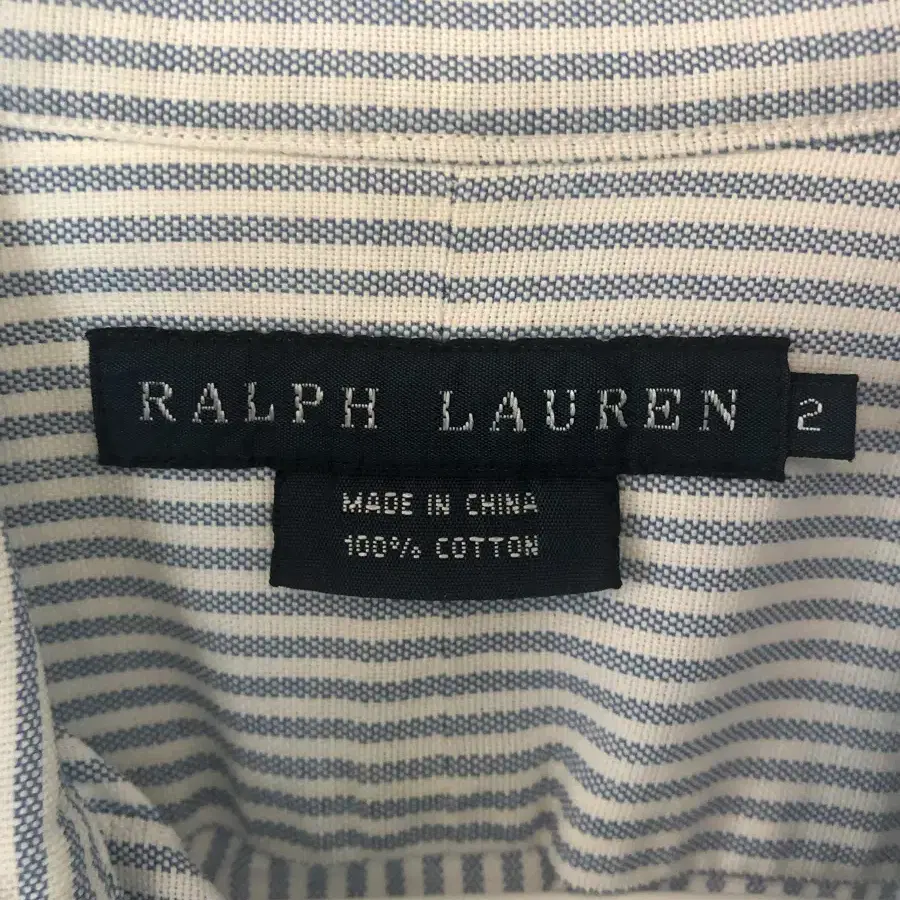 RALPH LAUREN
2
MADE IN CHINA
100% COTTON